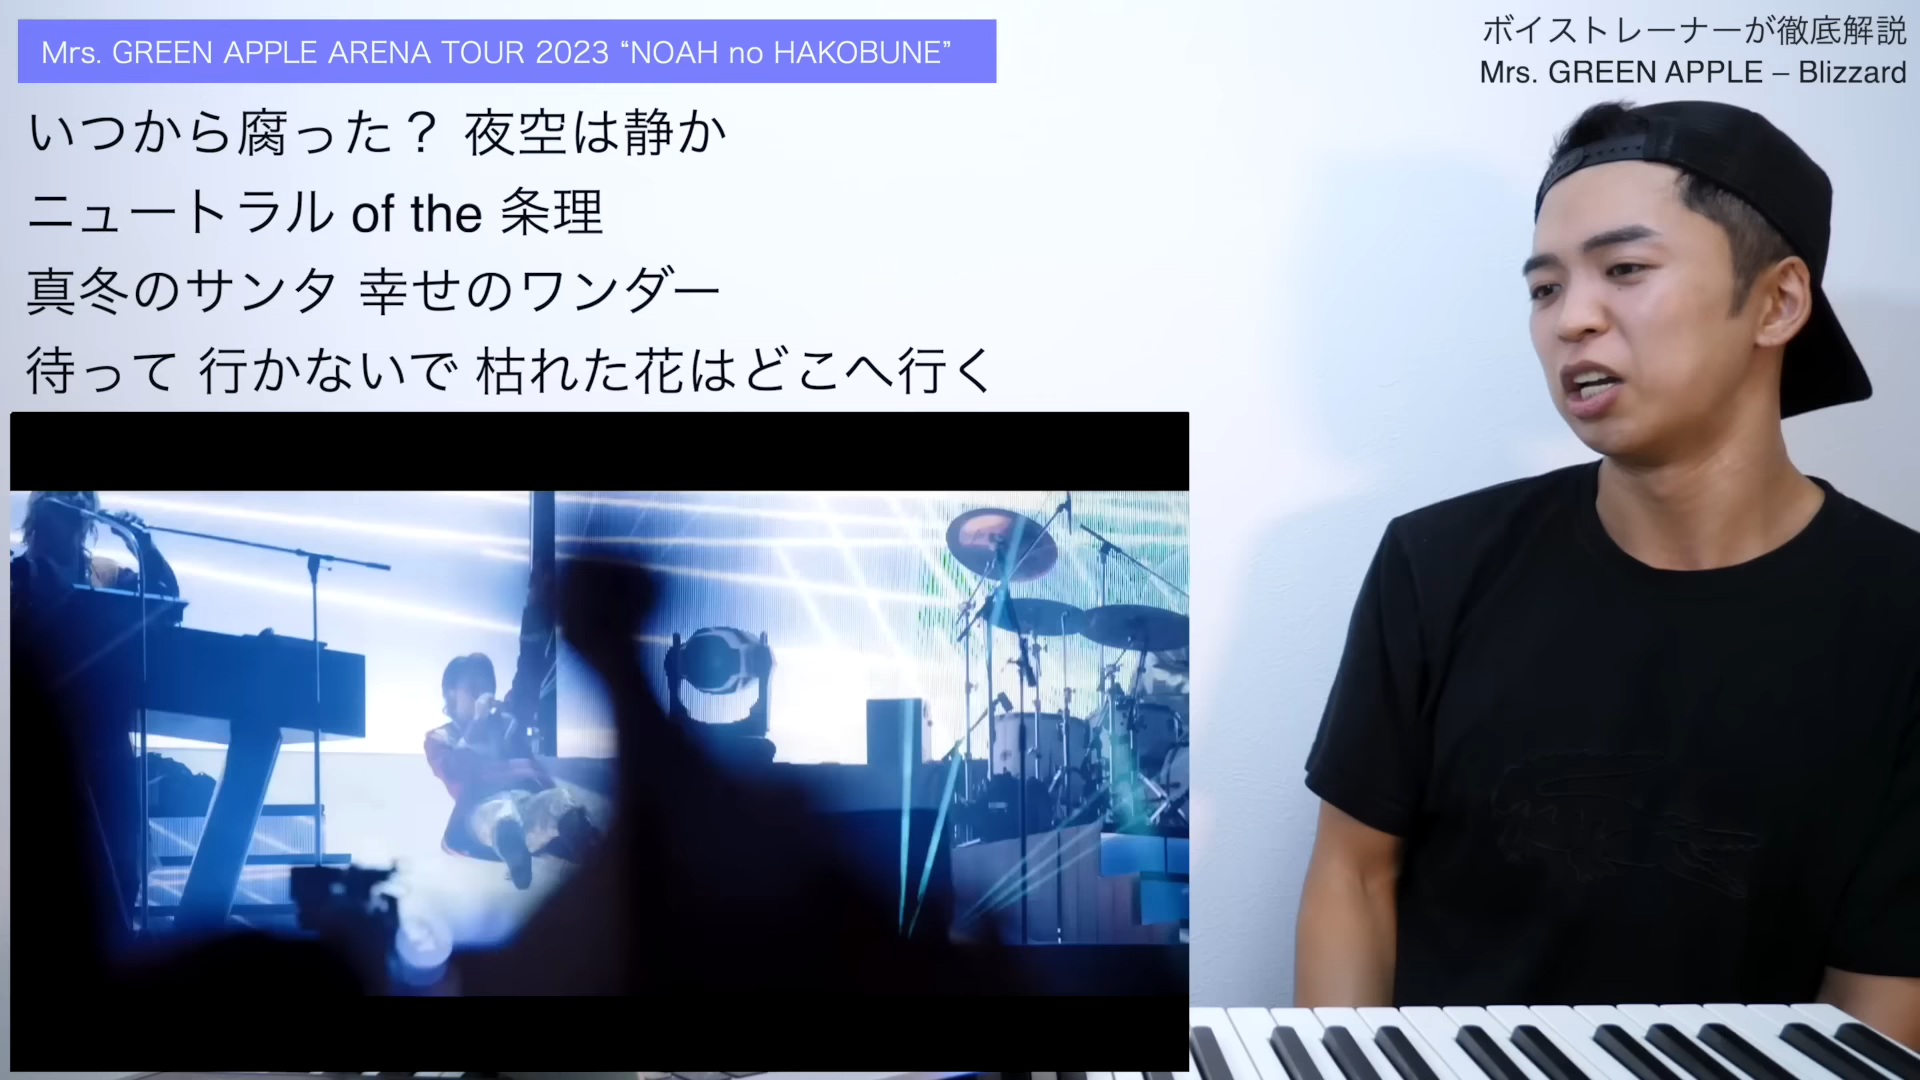 Mrs. GREEN APPLE ARENA TOUR 2023 “NOAH no HAKOBUNE”
ボイストレーナーが徹底解説
Mrs. GREEN APPLE – Blizzard
いつから腐った？ 夜空は静か
ニュートラル of the 条理
真冬のサンタ 幸せのワンダー
待って 行かないで 枯れた花はどこへ行く